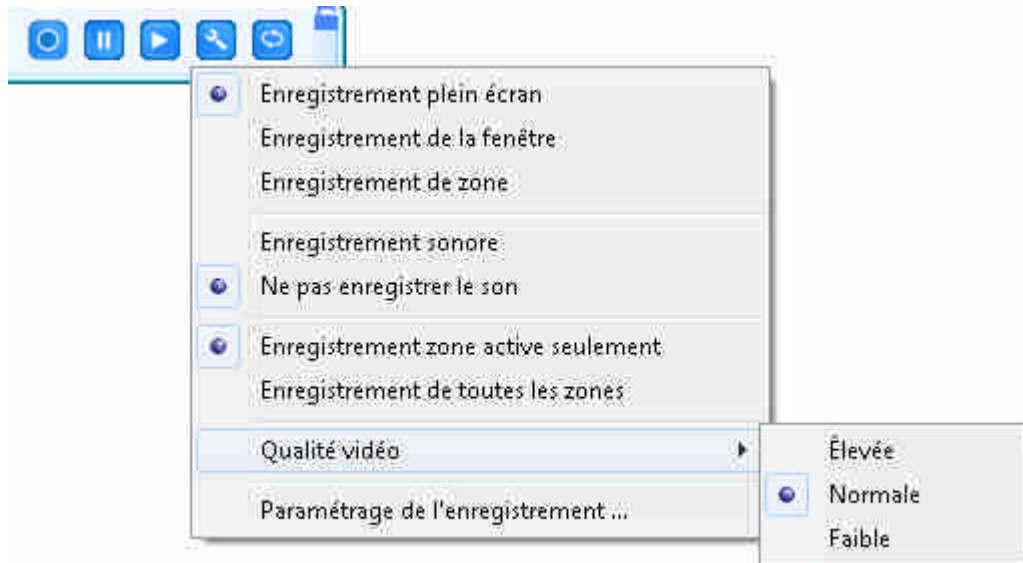 Enregistrement plein écran
Enregistrement de la fenêtre
Enregistrement de zone
Enregistrement sonore
Ne pas enregistrer le son
Enregistrement zone active seulement
Enregistrement de toutes les zones
Qualité vidéo
Élevée
Normale
Faible
Paramétrage de l'enregistrement ...